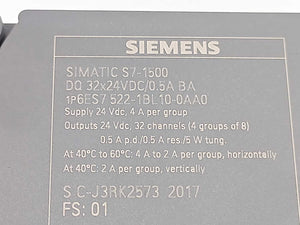 SIEMENS
SIMATIC S7-1500
DQ 32x24VDC/0.5A BA
1P6ES7 522-1BL10-0AA0
Supply 24 Vdc, 4 A per group
Outputs 24 Vdc, 32 channels (4 groups of 8)
0.5 A p.d./0.5 A res./5 W tung.
At 40°C to 60°C: 4 A to 2 A per group, horizontally
At 40°C: 2 A per group, vertically
S C-J3RK2573 2017
FS: 01